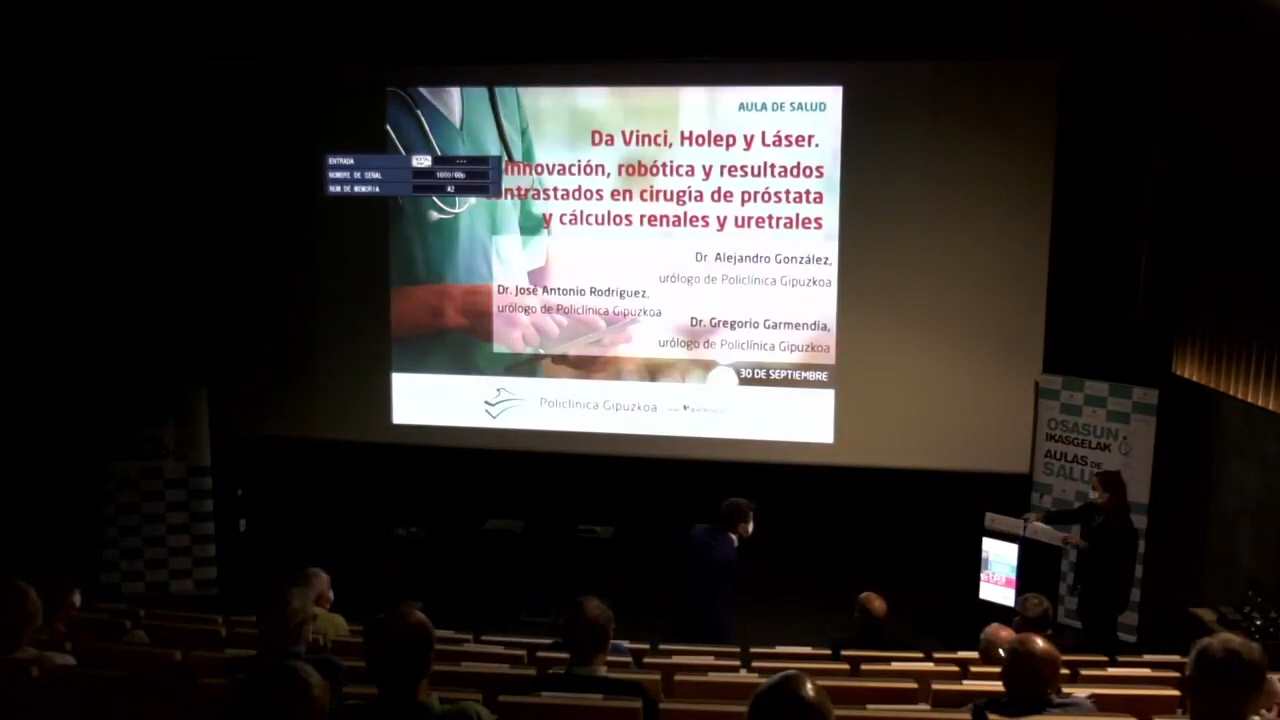 AULA DE SALUD
Da Vinci, Holep y Láser.
ENTRADA
NOMBRE DE SEÑAL 1080/60p
NUM DE MEMORIA A2
Innovación, robótica y resultados
ntrastados en cirugía de próstata
y cálculos renales y uretrales
Dr. Alejandro González,
urólogo de Policlínica Gipuzkoa
Dr. José Antonio Rodríguez,
urólogo de Policlínica Gipuzkoa
Dr. Gregorio Garmendia,
urólogo de Policlínica Gipuzkoa
30 DE SEPTIEMBRE
Policlínica Gipuzkoa
OSASUN
IKASGELAK
AULAS DE
SALUD